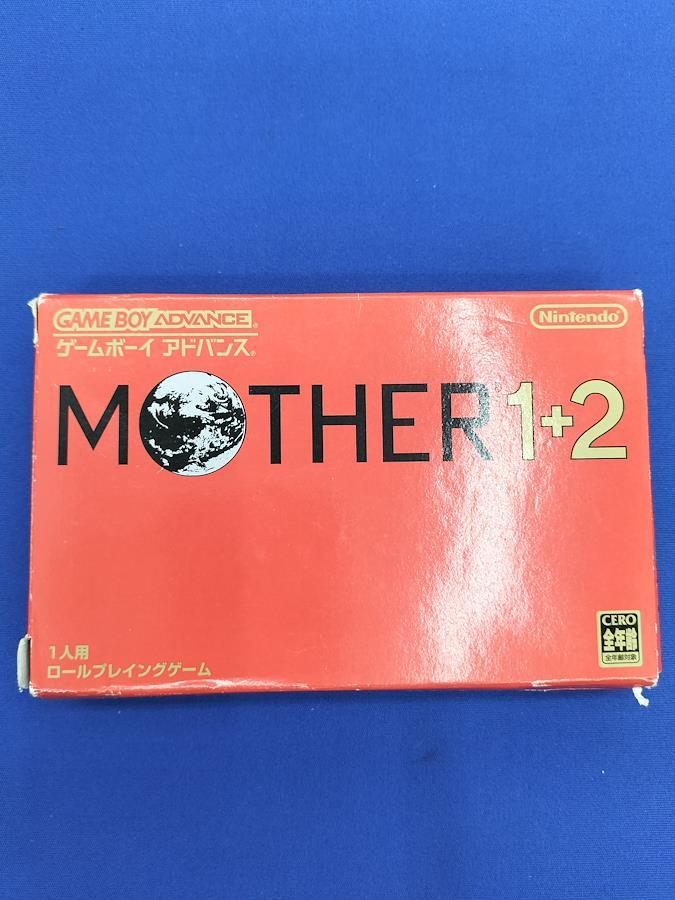 GAME BOY ADVANCE
Nintendo
ゲームボーイ アドバンス
MOTHER 1+2
1人用
ロールプレイングゲーム
CERO
全年齢
全年齢対象